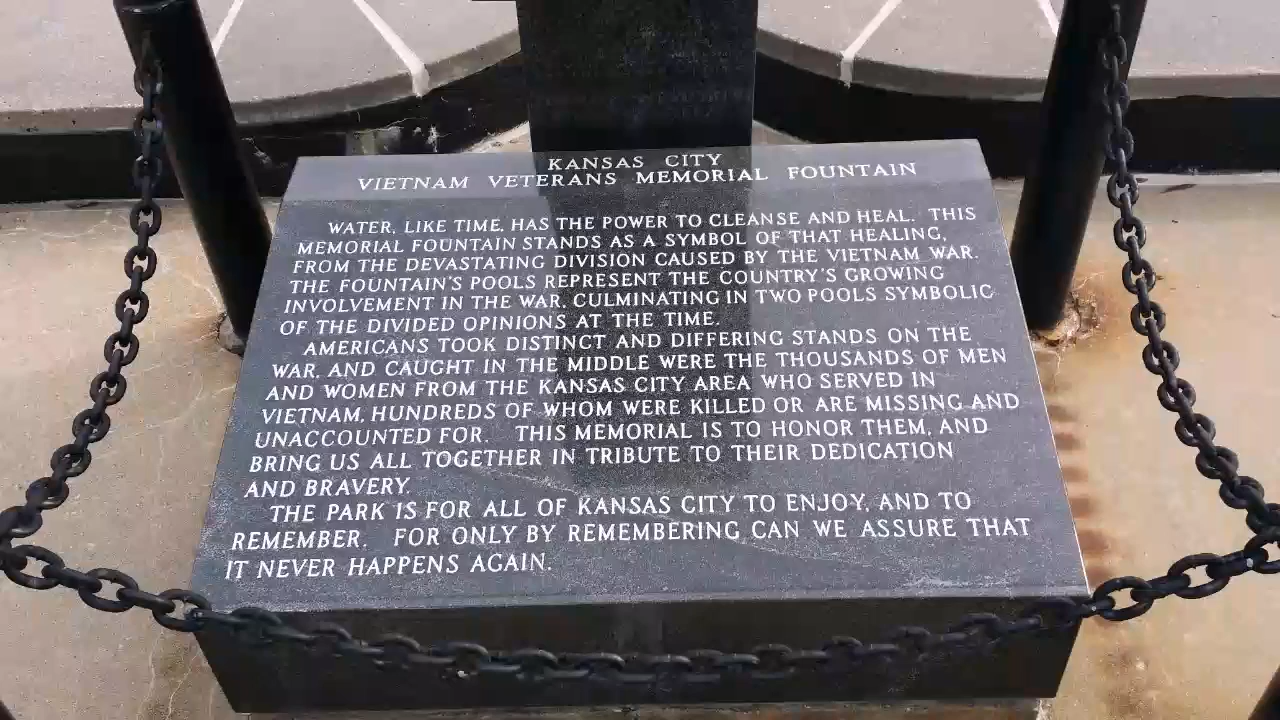 KANSAS CITY
VIETNAM VETERANS MEMORIAL FOUNTAIN
WATER, LIKE TIME, HAS THE POWER TO CLEANSE AND HEAL. THIS
MEMORIAL FOUNTAIN STANDS AS A SYMBOL OF THAT HEALING,
FROM THE DEVASTATING DIVISION CAUSED BY THE VIETNAM WAR.
THE FOUNTAIN'S POOLS REPRESENT THE COUNTRY'S GROWING
INVOLVEMENT IN THE WAR, CULMINATING IN TWO POOLS SYMBOLIC
OF THE DIVIDED OPINIONS AT THE TIME.
AMERICANS TOOK DISTINCT AND DIFFERING STANDS ON THE
WAR, AND CAUGHT IN THE MIDDLE WERE THE THOUSANDS OF MEN
AND WOMEN FROM THE KANSAS CITY AREA WHO SERVED IN
VIETNAM, HUNDREDS OF WHOM WERE KILLED OR ARE MISSING AND
UNACCOUNTED FOR. THIS MEMORIAL IS TO HONOR THEM, AND
BRING US ALL TOGETHER IN TRIBUTE TO THEIR DEDICATION
AND BRAVERY.
THE PARK IS FOR ALL OF KANSAS CITY TO ENJOY, AND TO
REMEMBER. FOR ONLY BY REMEMBERING CAN WE ASSURE THAT
IT NEVER HAPPENS AGAIN.